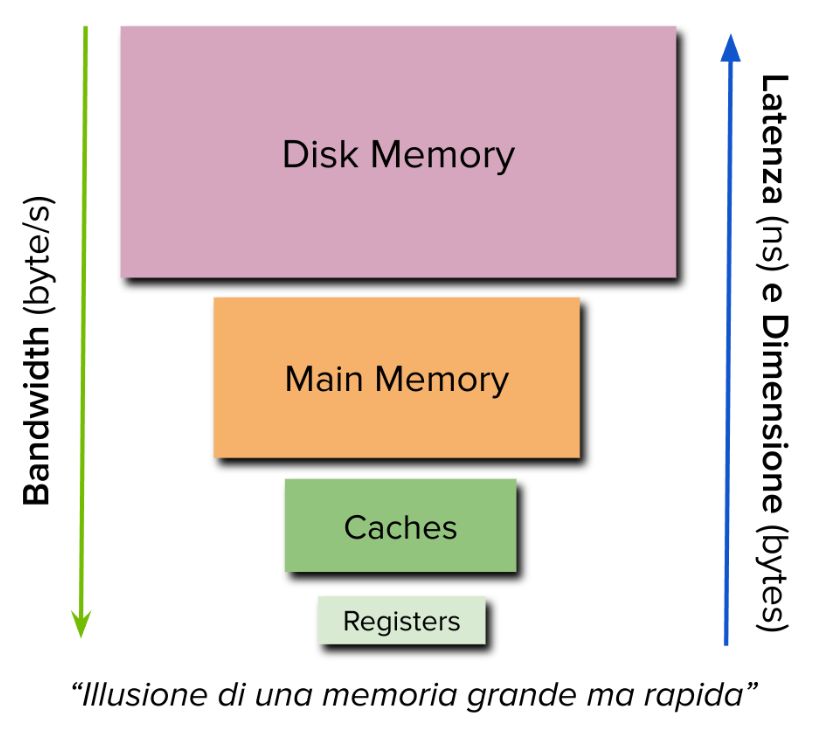 Disk Memory
Main Memory
Caches
Registers
Bandwidth (byte/s)
Latenza (ns) e Dimensione (bytes)
“Illusione di una memoria grande ma rapida”